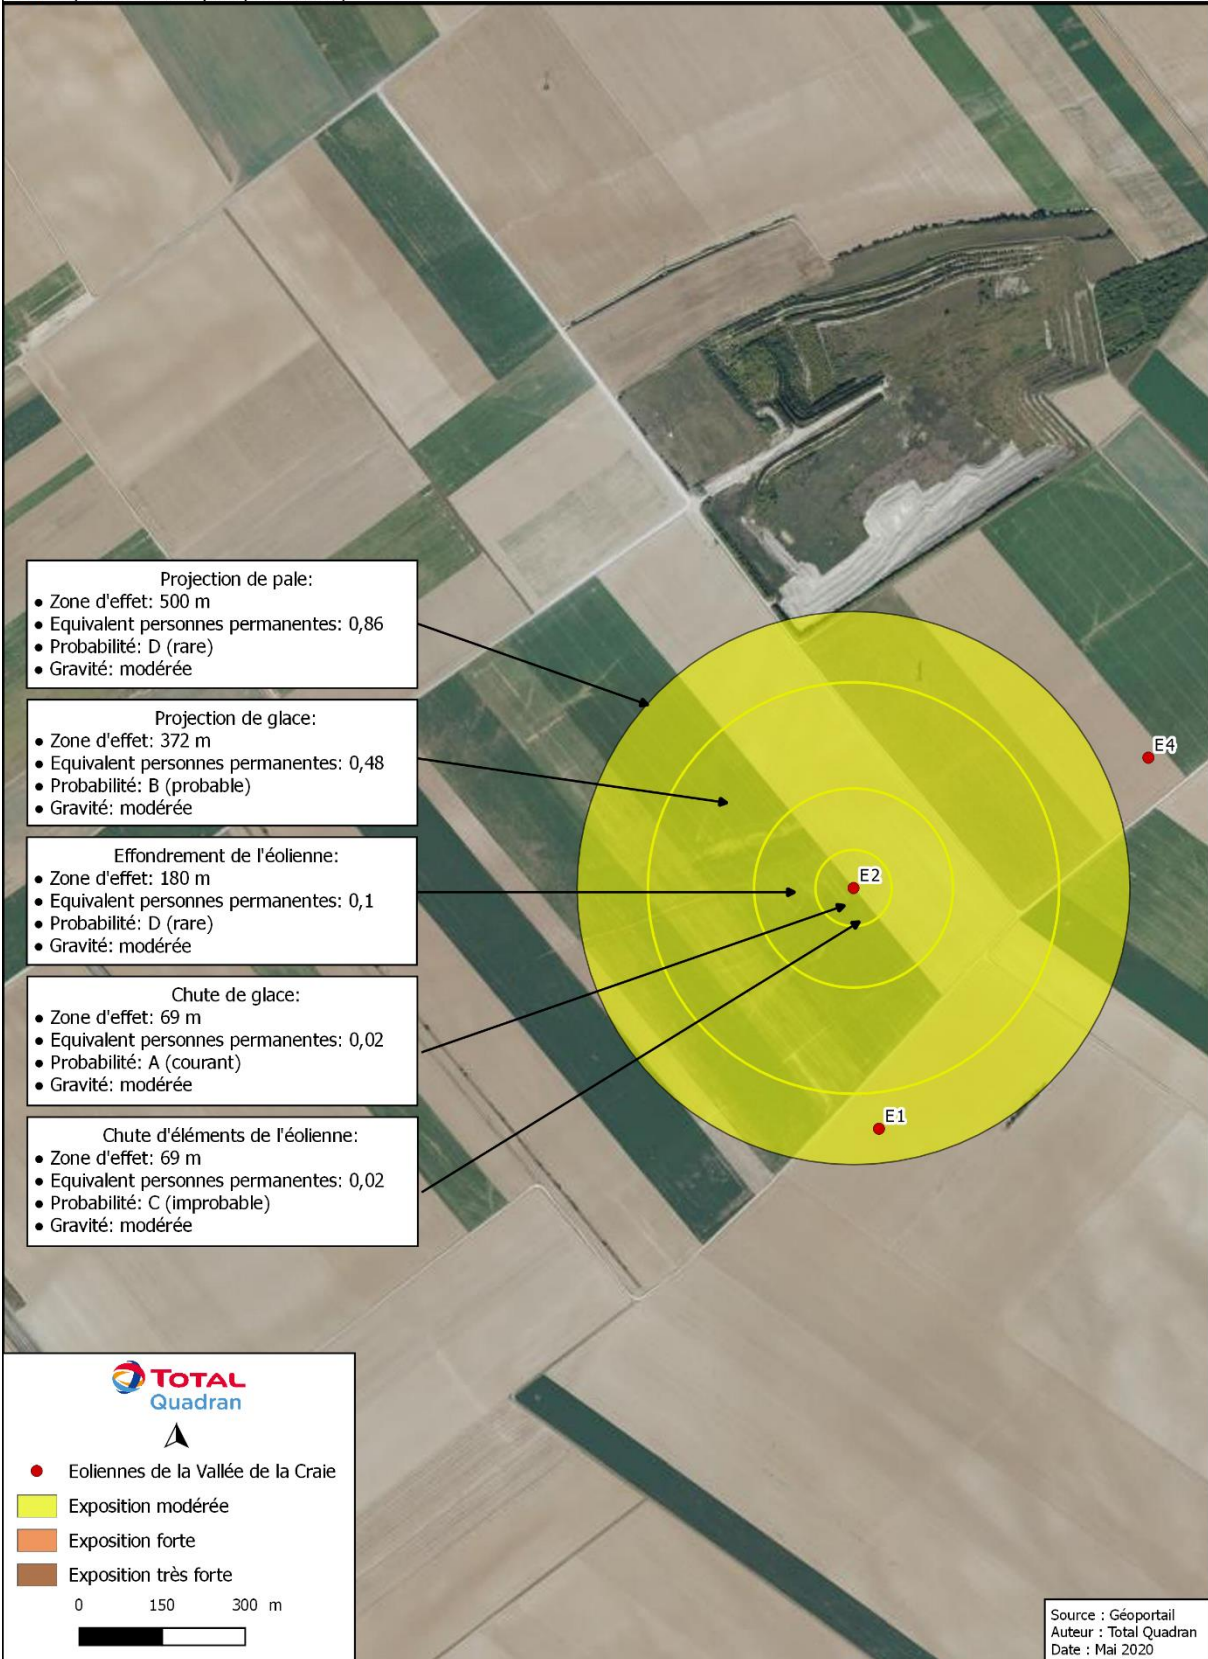 Projection de pale:
• Zone d'effet: 500 m
• Equivalent personnes permanentes: 0,86
• Probabilité: D (rare)
• Gravité: modérée
Projection de glace:
• Zone d'effet: 372 m
• Equivalent personnes permanentes: 0,48
• Probabilité: B (probable)
• Gravité: modérée
Effondrement de l'éolienne:
• Zone d'effet: 180 m
• Equivalent personnes permanentes: 0,1
• Probabilité: D (rare)
• Gravité: modérée
Chute de glace:
• Zone d'effet: 69 m
• Equivalent personnes permanentes: 0,02
• Probabilité: A (courant)
• Gravité: modérée
Chute d'éléments de l'éolienne:
• Zone d'effet: 69 m
• Equivalent personnes permanentes: 0,02
• Probabilité: C (improbable)
• Gravité: modérée
E4
E2
E1
TOTAL
Quadran
Eoliennes de la Vallée de la Craie
Exposition modérée
Exposition forte
Exposition très forte
0 150 300 m
Source : Géoportail
Auteur : Total Quadran
Date : Mai 2020